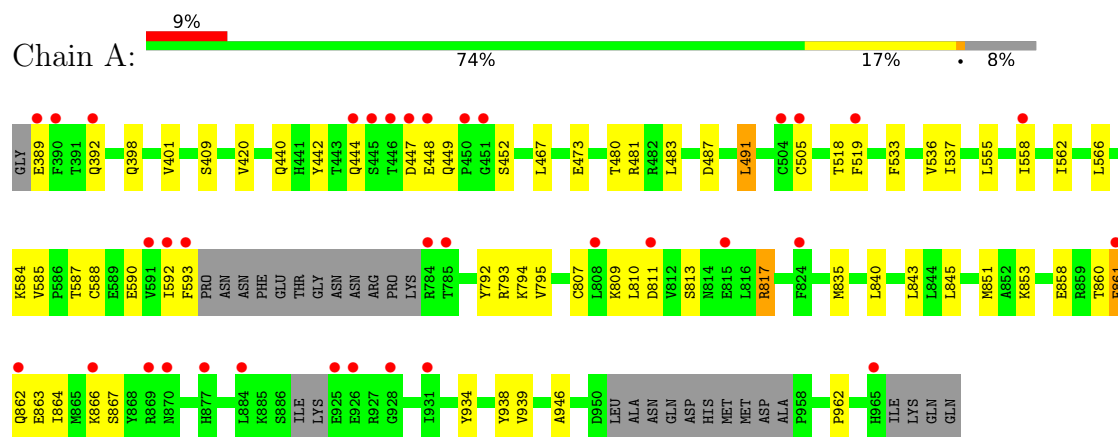 9%
Chain A:
74% 17% • 8%
GLY E389 F390 T391 Q392 Q398 V401 S409 V420 Q440 H441 Y442 T443 Q444 S445 T446 D447 E448 Q449 P450 G451 S452 L467 E473 T480 R481 R482 L483 D487 L491 C504 C505 T518 F519 F533 V536 I537 L555 I558 I562 L566
K584 V585 P586 T587 C588 E589 E590 V591 I592 F593 PRO ASN ASN PHE GLU THR GLY ASN ASN ARG PRO LYS R784 T785 Y792 R793 K794 V795 C807 L808 K809 L810 D811 V812 S813 N814 E815 L816 R817 F824 M835 L840 L843 L844 L845 M851 A852 K853 E858 R859 T860
Q862 E863 I864 M865 K866 S867 Y868 R869 N870 H877 L884 K885 S886 ILE LYS E925 E926 R927 G928 I931 Y934 Y938 V939 A946 D950 LEU ALA ASN GLN ASP HIS MET MET ASP ALA P958 P962 H965 ILE LYS GLN GLN